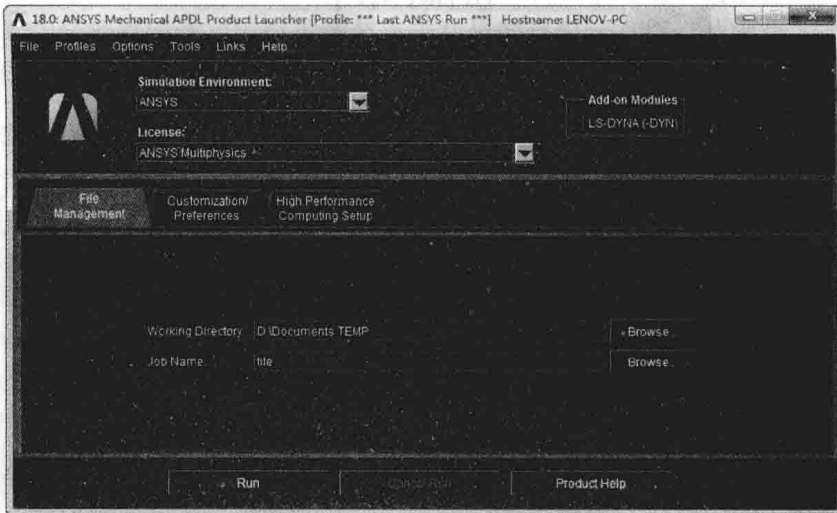 18.0: ANSYS Mechanical APDL Product Launcher [Profile: *** Last ANSYS Run ***] Hostname: LENOV-PC
File Profiles Options Tools Links Help
Simulation Environment:
ANSYS
Add-on Modules
LS-DYNA (-DYN)
License:
ANSYS Multiphysics
File Management
Customization/ Preferences
High Performance Computing Setup
Working Directory D:\Documents TEMP Browse..
Job Name: file Browse..
Run Cancel Run Product Help